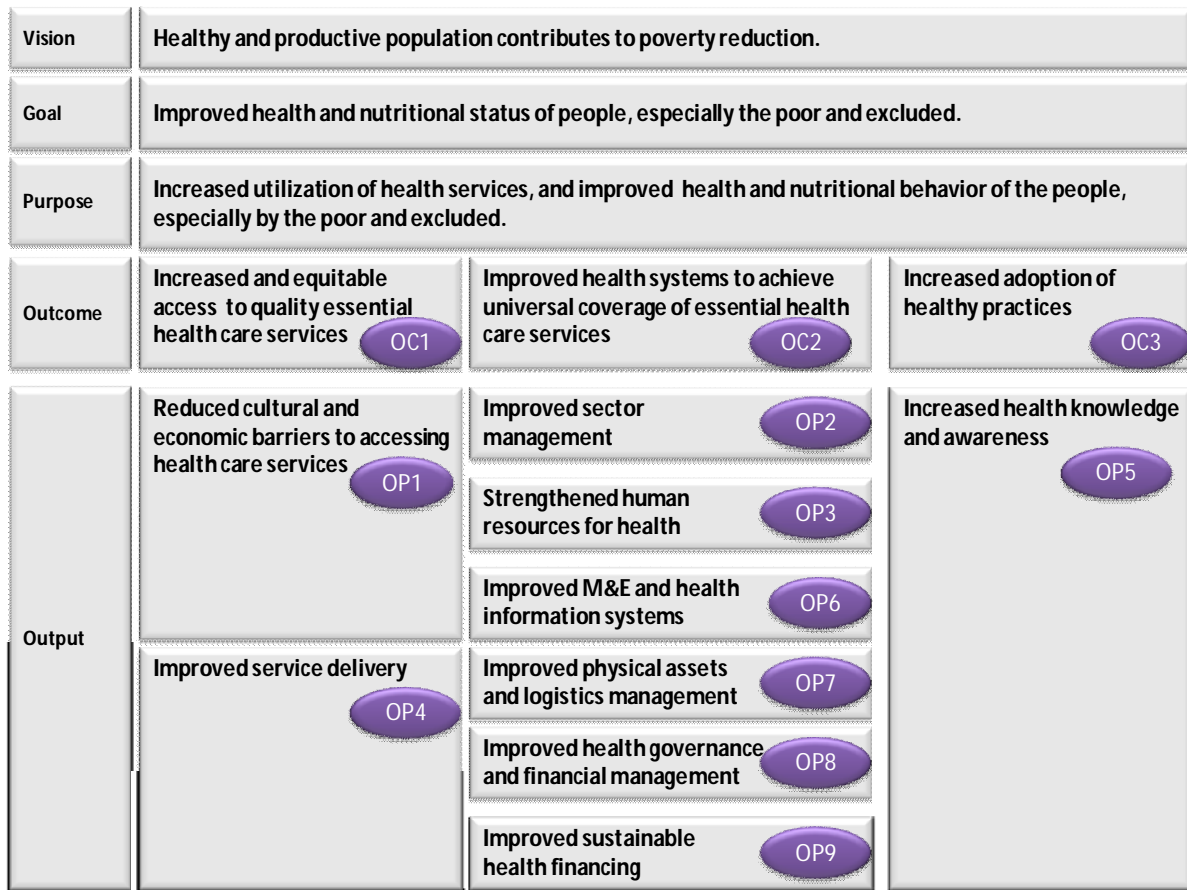 Vision
Healthy and productive population contributes to poverty reduction.
Goal
Improved health and nutritional status of people, especially the poor and excluded.
Purpose
Increased utilization of health services, and improved health and nutritional behavior of the people,
especially by the poor and excluded.
Outcome
Increased and equitable
access to quality essential
health care services
OC1
Improved health systems to achieve
universal coverage of essential health
care services
OC2
Increased adoption of
healthy practices
OC3
Output
Reduced cultural and
economic barriers to accessing
health care services
OP1
Improved service delivery
OP4
Improved sector
management
OP2
Strengthened human
resources for health
OP3
Improved M&E and health
information systems
OP6
Improved physical assets
and logistics management
OP7
Improved health governance
and financial management
OP8
Improved sustainable
health financing
OP9
Increased health knowledge
and awareness
OP5